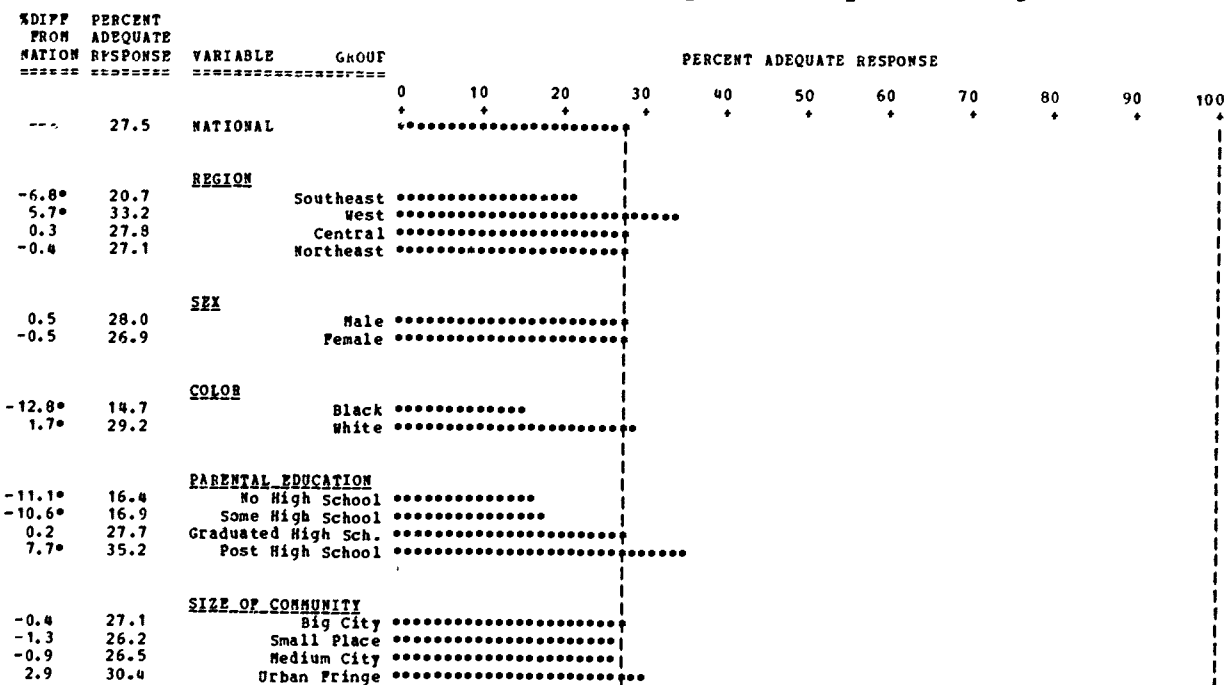 %DIFF PERCENT
FROM ADEQUATE
NATION RESPONSE VARIABLE GROUP PERCENT ADEQUATE RESPONSE
0 10 20 30 40 50 60 70 80 90 100
--- 27.5 NATIONAL
REGION
-6.8* 20.7 Southeast
5.7* 33.2 West
0.3 27.8 Central
-0.4 27.1 Northeast
SEX
0.5 28.0 Male
-0.5 26.9 Female
COLOR
-12.8* 14.7 Black
1.7* 29.2 White
PARENTAL EDUCATION
-11.1* 16.4 No High School
-10.6* 16.9 Some High School
0.2 27.7 Graduated High Sch.
7.7* 35.2 Post High School
SIZE OF COMMUNITY
-0.4 27.1 Big City
-1.3 26.2 Small Place
-0.9 26.5 Medium City
2.9 30.4 Urban Fringe